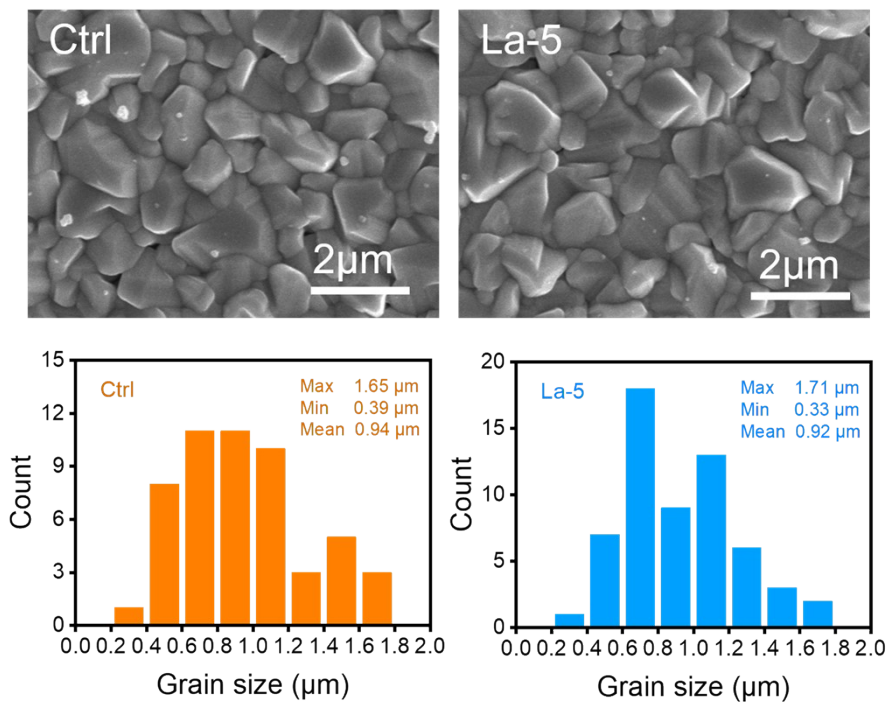 Ctrl
2μm
La-5
2μm
Ctrl
Max 1.65 μm
Min 0.39 μm
Mean 0.94 μm
15
12
9
6
3
0
Count
0.0 0.2 0.4 0.6 0.8 1.0 1.2 1.4 1.6 1.8 2.0
Grain size (μm)
La-5
Max 1.71 μm
Min 0.33 μm
Mean 0.92 μm
20
15
10
5
0
Count
0.0 0.2 0.4 0.6 0.8 1.0 1.2 1.4 1.6 1.8 2.0
Grain size (μm)